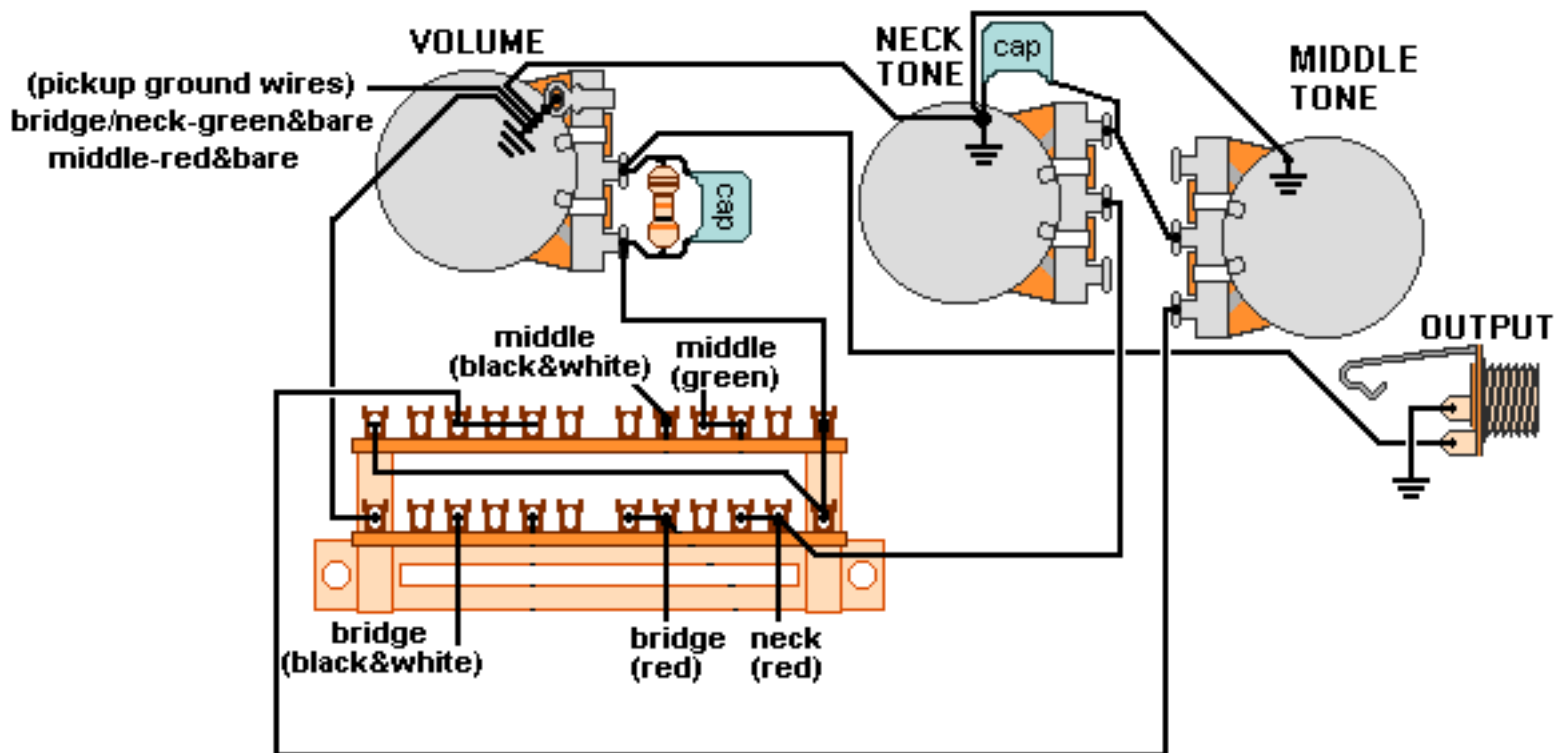 VOLUME
(pickup ground wires)
bridge/neck-green&bare
middle-red&bare
cap
NECK
TONE
cap
MIDDLE
TONE
OUTPUT
middle
(black&white)
middle
(green)
bridge
(black&white)
bridge
(red)
neck
(red)